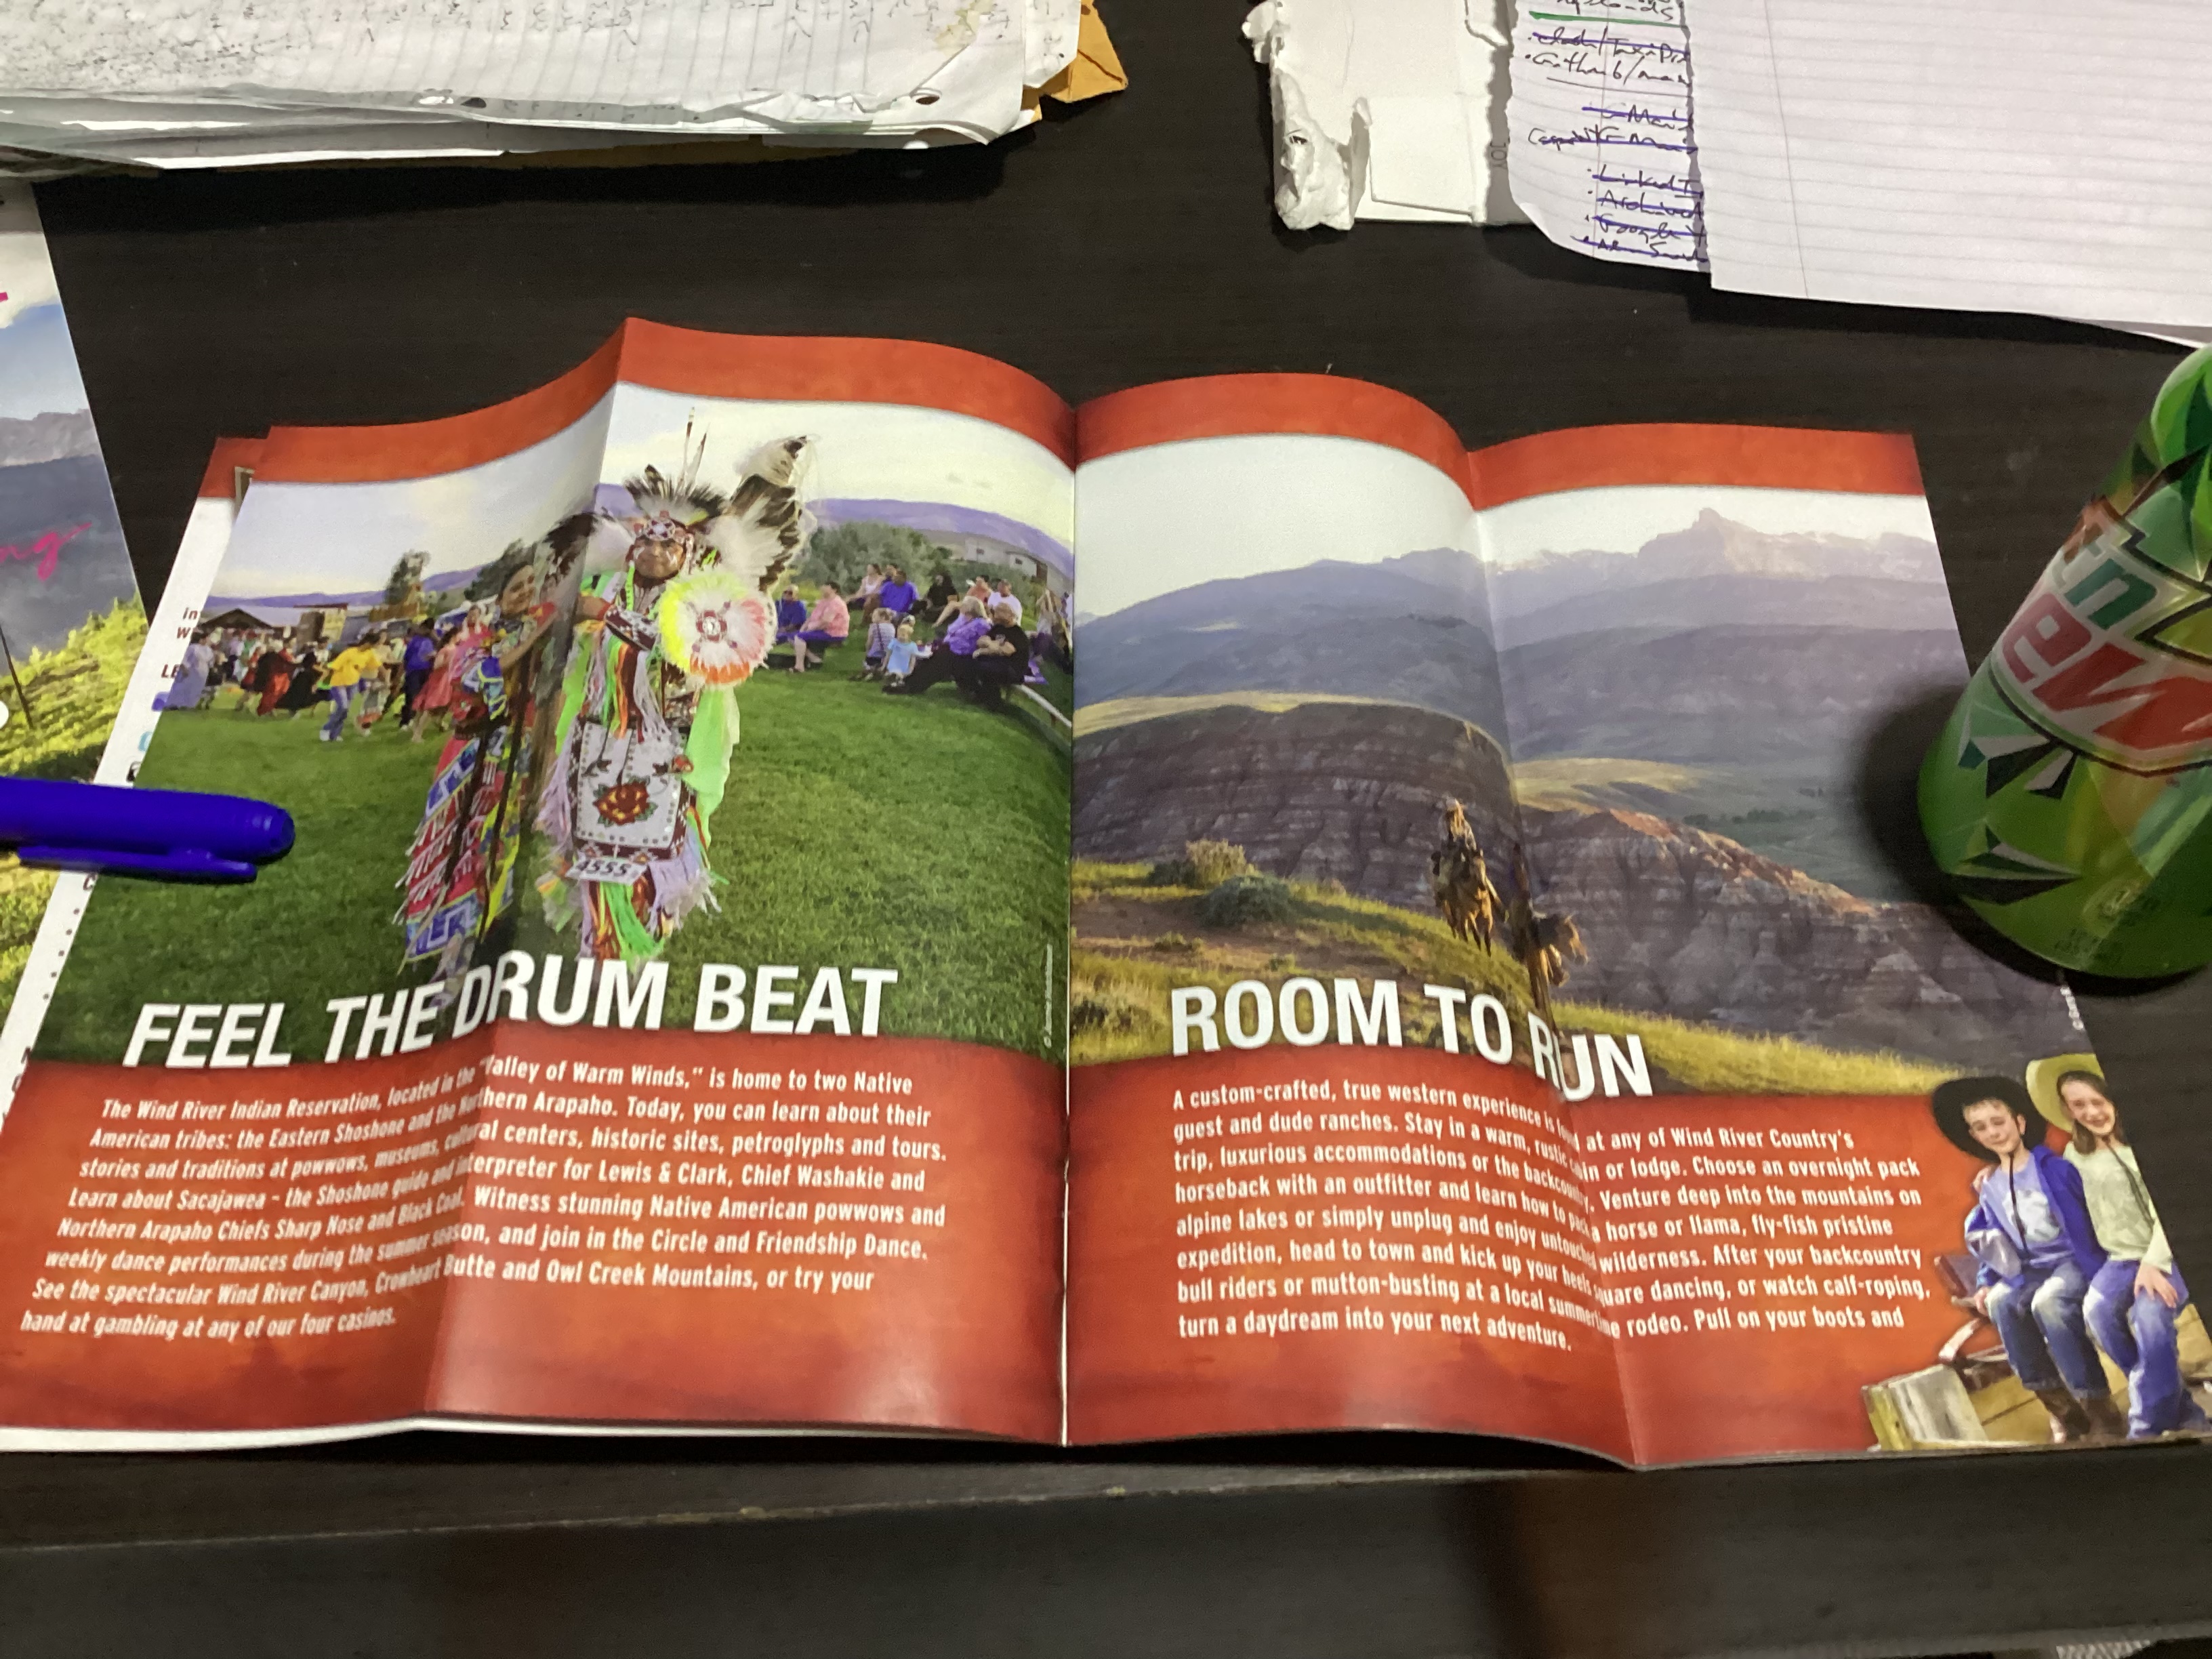 FEEL THE DRUM BEAT
The Wind River Indian Reservation, located in the "Valley of Warm Winds," is home to two Native
American tribes: the Eastern Shoshone and the Northern Arapaho. Today, you can learn about their
stories and traditions at powwows, museums, cultural centers, historic sites, petroglyphs and tours.
Learn about Sacajawea - the Shoshone guide and interpreter for Lewis & Clark, Chief Washakie and
Northern Arapaho Chiefs Sharp Nose and Black Coal. Witness stunning Native American powwows and
weekly dance performances during the summer season, and join in the Circle and Friendship Dance.
See the spectacular Wind River Canyon, Crowheart Butte and Owl Creek Mountains, or try your
hand at gambling at any of our four casinos.
4555
ROOM TO RUN
A custom-crafted, true western experience is at any of Wind River Country's
guest and dude ranches. Stay in a warm, rustic cabin or lodge. Choose an overnight pack
trip, luxurious accommodations or the backcountry. Venture deep into the mountains on
horseback with an outfitter and learn how to pack a horse or llama, fly-fish pristine
alpine lakes or simply unplug and enjoy untouched wilderness. After your backcountry
expedition, head to town and kick up your heels square dancing, or watch calf-roping,
bull riders or mutton-busting at a local summertime rodeo. Pull on your boots and
turn a daydream into your next adventure.
ng
Github/
Mai
LinkedI
Archive
Google